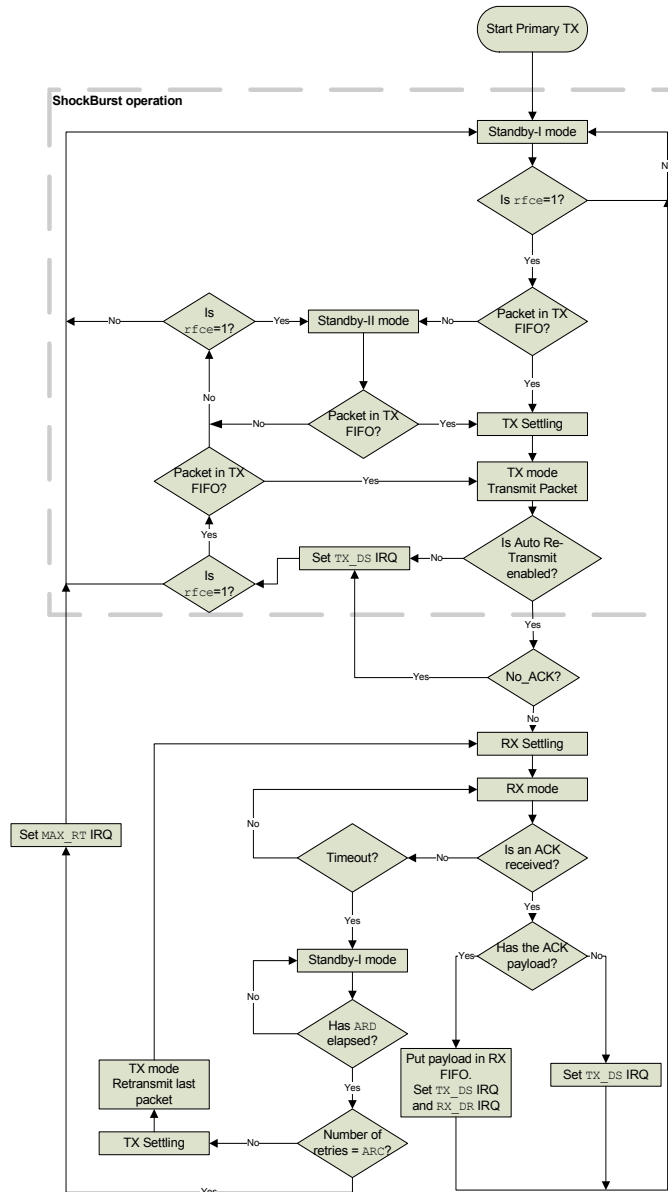 Start Primary TX
ShockBurst operation
Standby-I mode
Is rfce=1?
Yes
Is
rfce=1?
No
Yes
Standby-II mode
No
Packet in TX
FIFO?
Yes
No
Packet in TX
FIFO?
No
Yes
TX Settling
Packet in TX
FIFO?
Yes
TX mode
Transmit Packet
Yes
Is
rfce=1?
Set TX_DS IRQ
No
Is Auto Re-
Transmit
enabled?
Yes
No_ACK?
Yes
No
RX Settling
RX mode
Set MAX_RT IRQ
No
Timeout?
No
Is an ACK
received?
Yes
Yes
Standby-I mode
Yes
Has the ACK
payload?
No
No
Has ARD
elapsed?
TX mode
Retransmit last
packet
Put payload in RX
FIFO.
Set TX_DS IRQ
and RX_DR IRQ
Set TX_DS IRQ
Yes
TX Settling
No
Number of
retries = ARC?
Yes